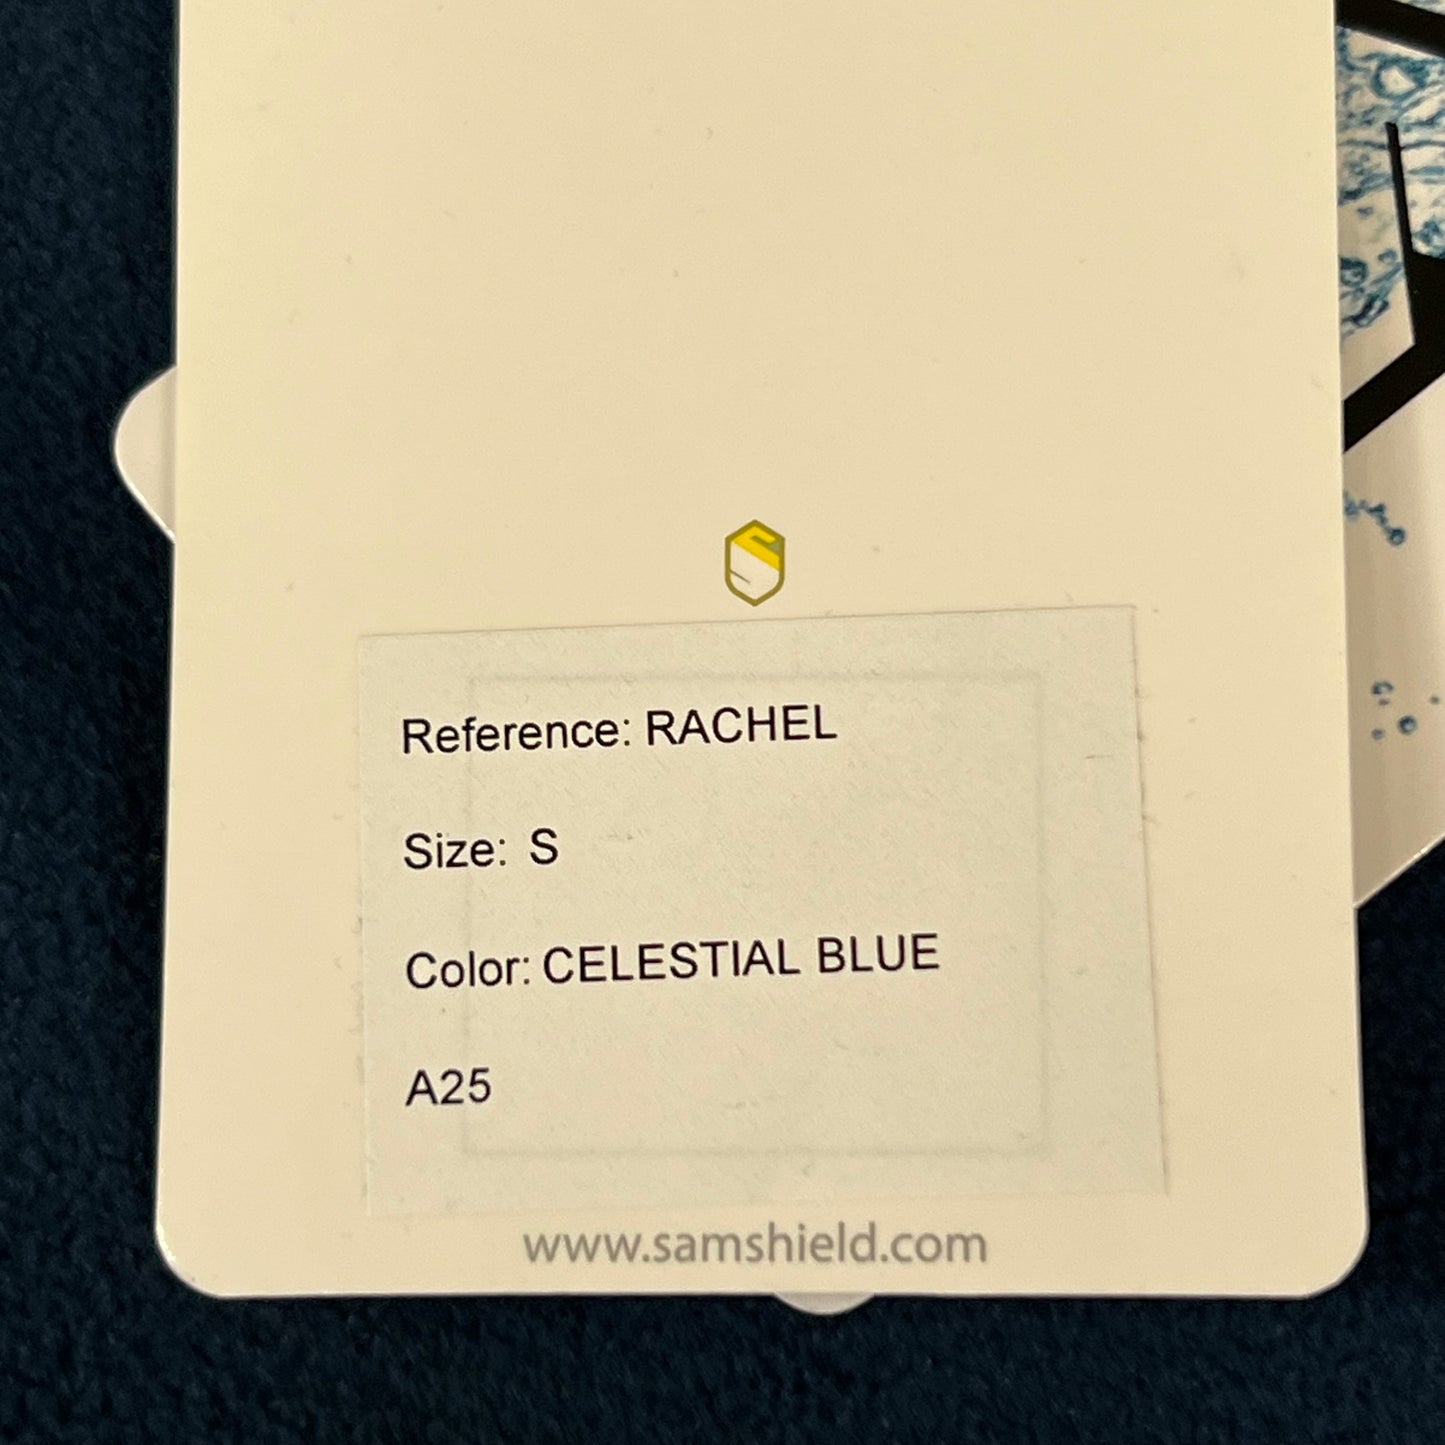 Reference: RACHEL
Size: S
Color: CELESTIAL BLUE
A25
www.samshield.com